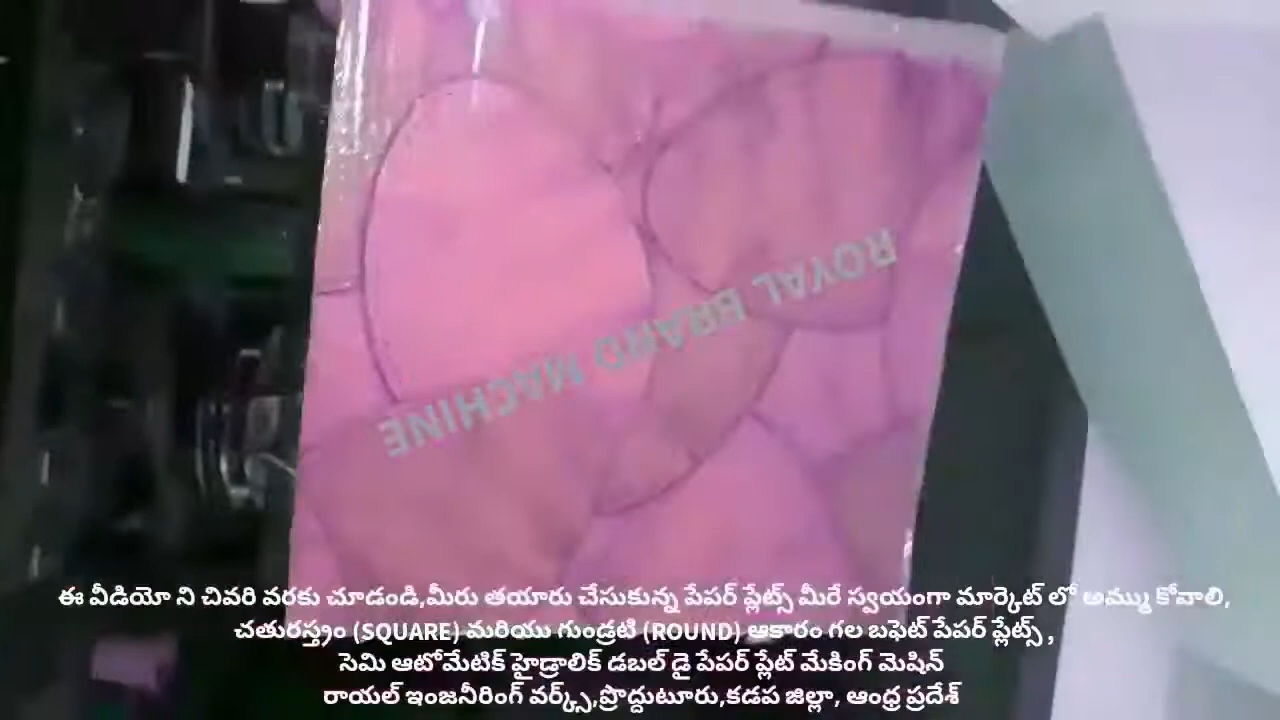 ROYAL BRAND MACHINE
ఈ వీడియో ని చివరి వరకు చూడండి,మీరు తయారు చేసుకున్న పేపర్ ప్లేట్స్ మీరే స్వయంగా మార్కెట్ లో అమ్ము కోవాలి,
చతురస్త్రం (SQUARE) మరియు గుండ్రటి (ROUND) ఆకారం గల బఫెట్ పేపర్ ప్లేట్స్ ,
సెమి ఆటోమేటిక్ హైడ్రాలిక్ డబల్ డై పేపర్ ప్లేట్ మేకింగ్ మెషిన్
రాయల్ ఇంజనీరింగ్ వర్క్స్,ప్రొద్దుటూరు,కడప జిల్లా, ఆంధ్ర ప్రదేశ్